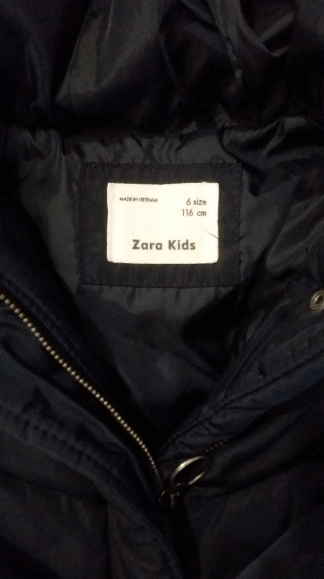 MADE IN VIETNAM
6 size
116 cm
Zara Kids